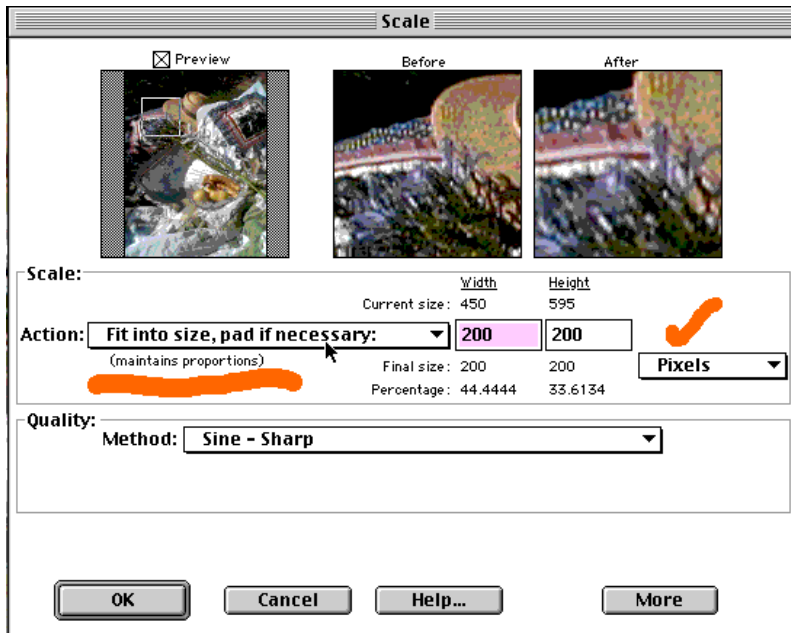 Scale
Preview
Before
After
Scale:
Width Height
Current size: 450 595
Action: Fit into size, pad if necessary: 200 200
(maintains proportions)
Final size: 200 200 Pixels
Percentage: 44.4444 33.6134
Quality:
Method: Sine - Sharp
OK Cancel Help... More